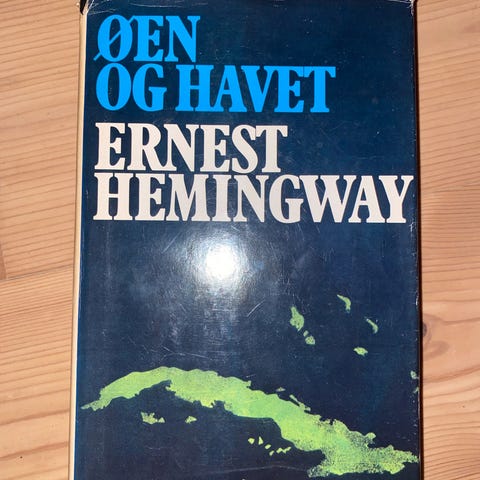 ØEN
OG HAVET
ERNEST
HEMINGWAY